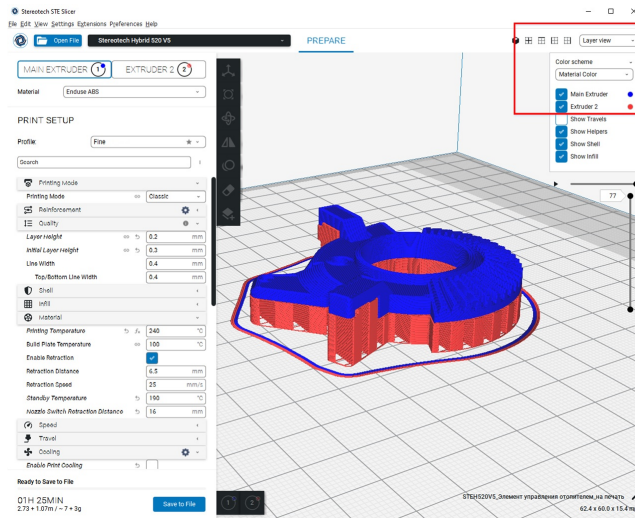 Stereotech STE Slicer
File Edit View Settings Extensions Preferences Help
Open File Stereotech Hybrid 520 V5 PREPARE Layer view
MAIN EXTRUDER 1 EXTRUDER 2 2
Material Enduse ABS
PRINT SETUP
Profile: Fine
Search
Printing Mode
Printing Mode Classic
Reinforcement
Quality
Layer Height 0.2 mm
Initial Layer Height 0.3 mm
Line Width 0.4 mm
Top/Bottom Line Width 0.4 mm
Shell
Infill
Material
Printing Temperature 240 °C
Build Plate Temperature 100 °C
Enable Retraction
Retraction Distance 6.5 mm
Retraction Speed 25 mm/s
Standby Temperature 190 °C
Nozzle Switch Retraction Distance 16 mm
Speed
Travel
Cooling
Enable Print Cooling
Ready to Save to File
01H 25MIN
2.73 + 1.07m / ~ 7 + 3g
Save to File
Color scheme
Material Color
Main Extruder
Extruder 2
Show Travels
Show Helpers
Show Shell
Show Infill
77
1 2
STEH520V5_Элемент управления отопителем_на печать
62.4 x 60.0 x 15.4 m